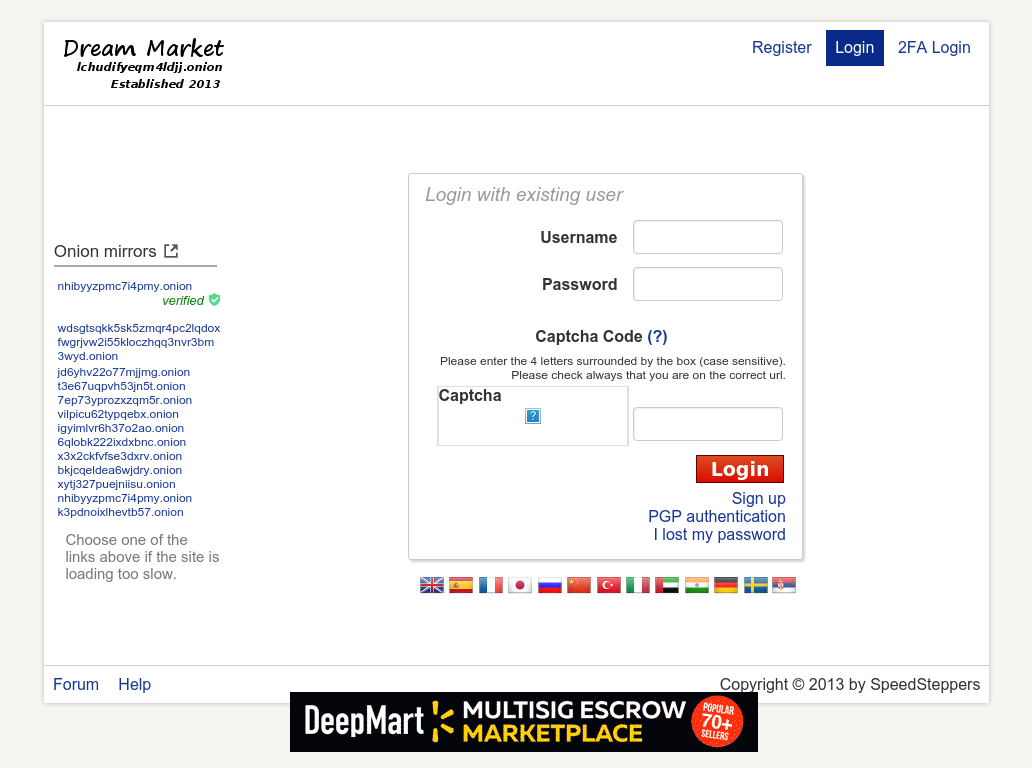 Dream Market
lchudifyeqm4ldjj.onion
Established 2013
Register Login 2FA Login
Login with existing user
Username
Password
Captcha Code (?)
Please enter the 4 letters surrounded by the box (case sensitive).
Please check always that you are on the correct url.
Captcha
?
Login
Sign up
PGP authentication
I lost my password
Onion mirrors
nhibyyzpmc7i4pmy.onion
verified
wdsgtsqkk5sk5zmqr4pc2lqdox
fwgrjvw2i55kloczhqq3nvr3bm
3wyd.onion
jd6yhv22o77mjjmg.onion
t3e67uqpvh53jn5t.onion
7ep73yprozxzqm5r.onion
vilpicu62typqebx.onion
igyimlvr6h37o2ao.onion
6qlobk222ixdxbnc.onion
x3x2ckfvfse3dxrv.onion
bkjcqeldea6wjdry.onion
xytj327puejniisu.onion
nhibyyzpmc7i4pmy.onion
k3pdnoixlhevtb57.onion
Choose one of the
links above if the site is
loading too slow.
Forum Help
Copyright © 2013 by SpeedSteppers
DeepMart
MULTISIG ESCROW
MARKETPLACE
POPULAR
70+
SELLERS